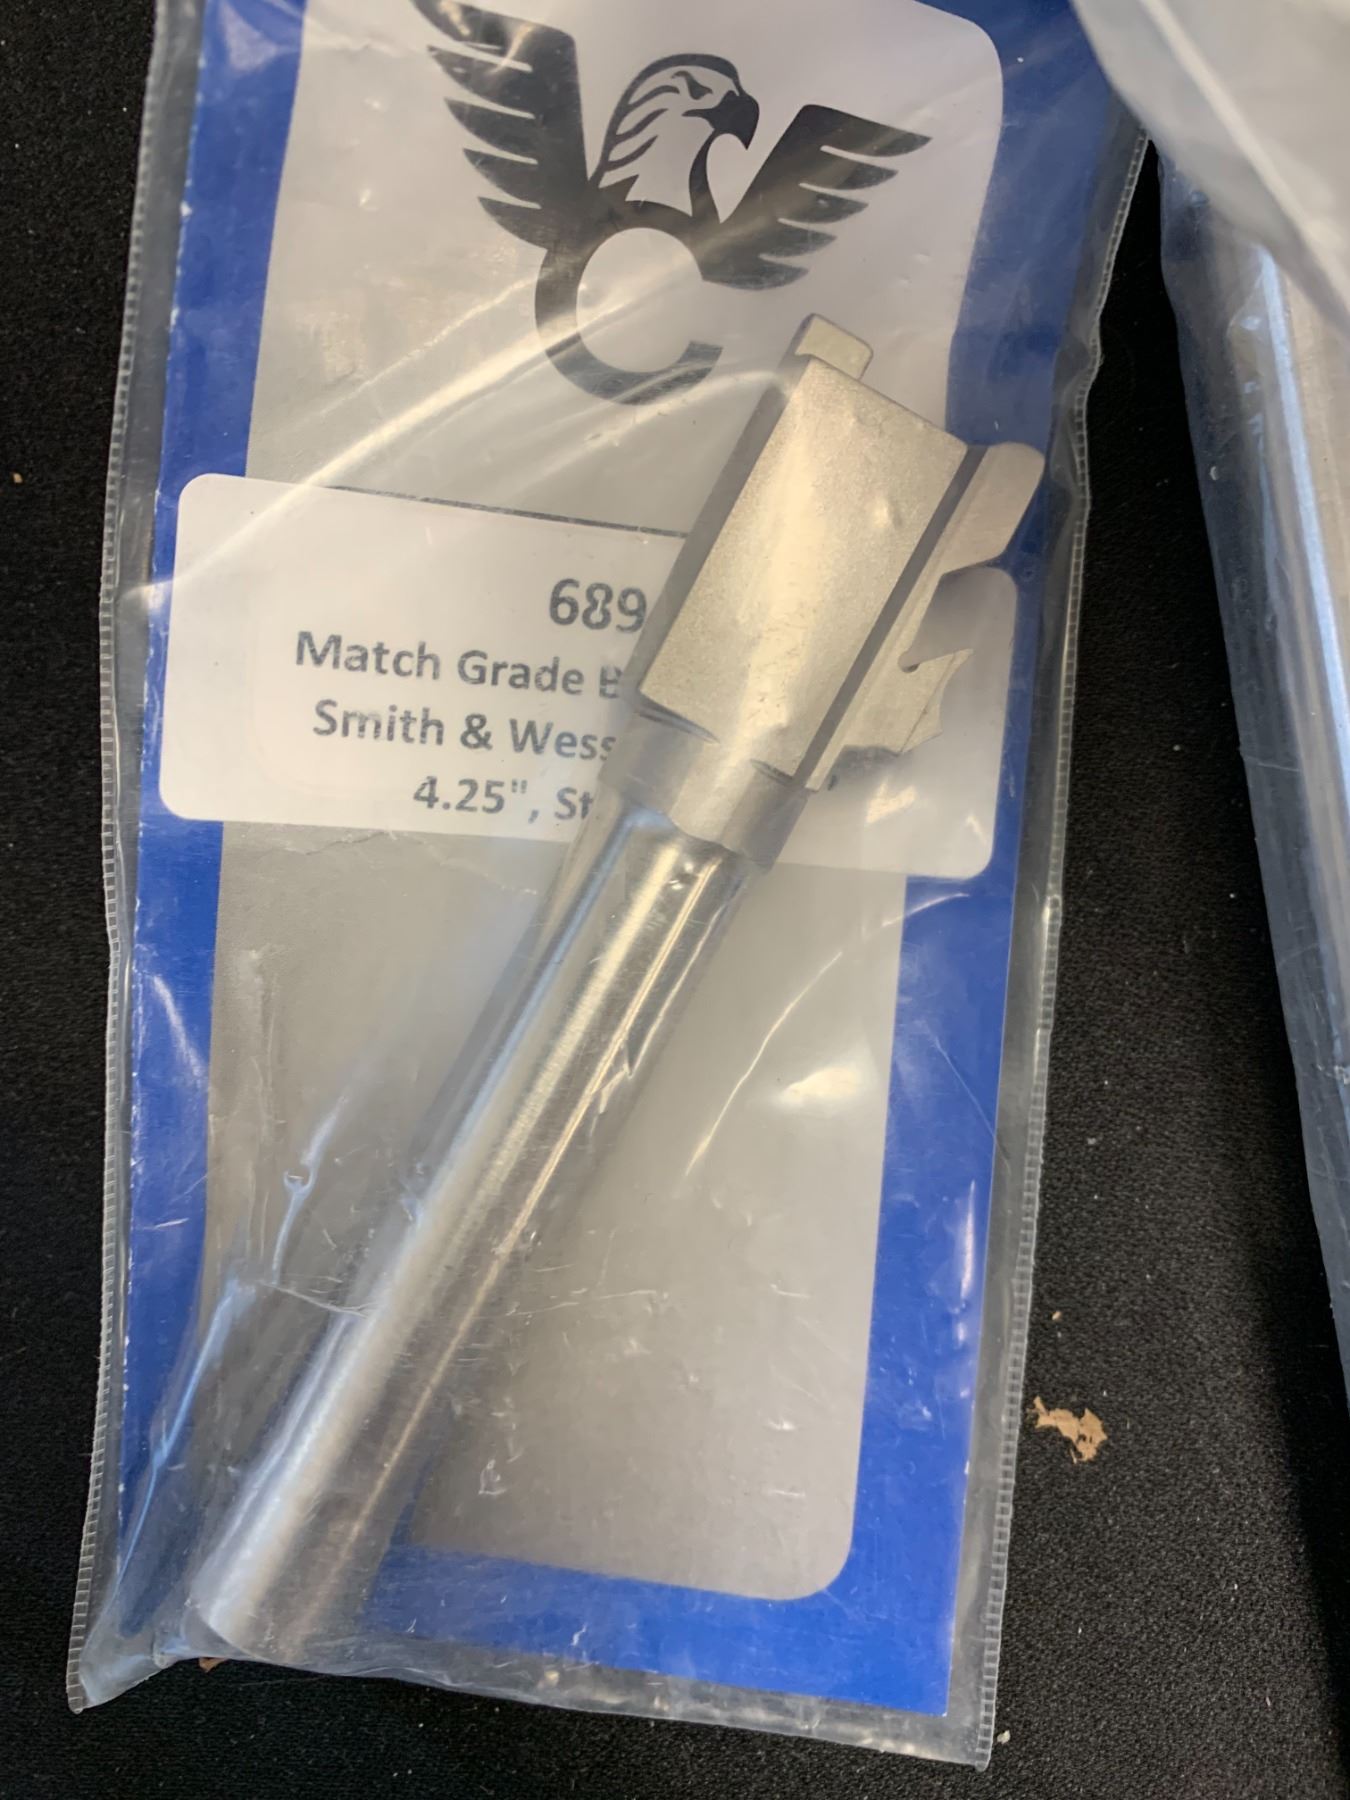 689
Match Grade
Smith & Wess
4.25", St